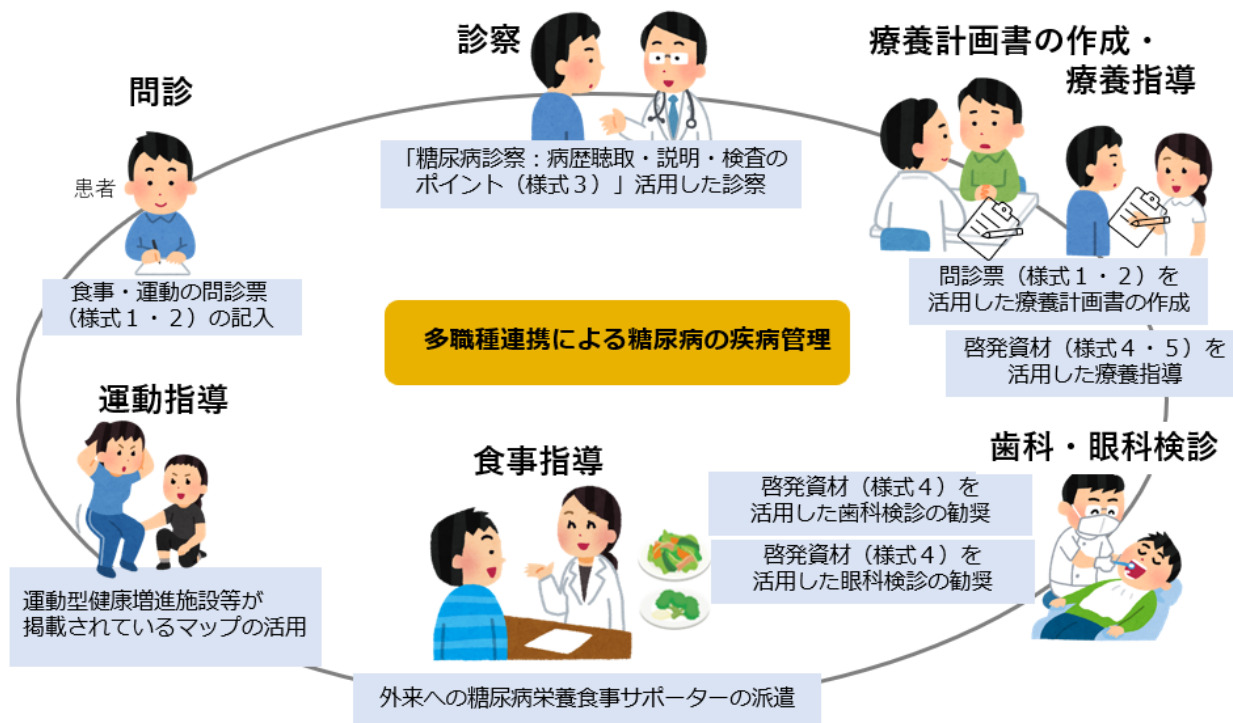 診察
「糖尿病診察：病歴聴取・説明・検査の
ポイント（様式３）」活用した診察
療養計画書の作成・
療養指導
問診票（様式１・２）を
活用した療養計画書の作成
啓発資材（様式４・５）を
活用した療養指導
問診
患者
食事・運動の問診票
（様式１・２）の記入
多職種連携による糖尿病の疾病管理
歯科・眼科検診
啓発資材（様式４）を
活用した歯科検診の勧奨
啓発資材（様式４）を
活用した眼科検診の勧奨
食事指導
外来への糖尿病栄養食事サポーターの派遣
運動指導
運動型健康増進施設等が
掲載されているマップの活用